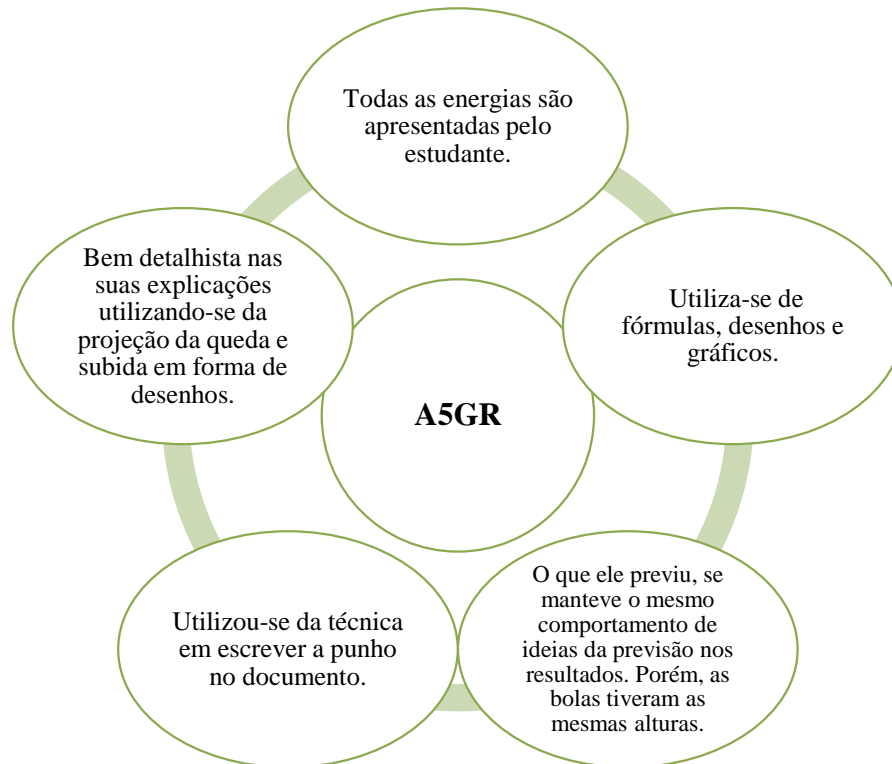 Todas as energias são
apresentadas pelo
estudante.
Bem detalhista nas
suas explicações
utilizando-se da
projeção da queda e
subida em forma de
desenhos.
Utiliza-se de
fórmulas, desenhos e
gráficos.
A5GR
Utilizou-se da técnica
em escrever a punho
no documento.
O que ele previu, se
manteve o mesmo
comportamento de
ideias da previsão nos
resultados. Porém, as
bolas tiveram as
mesmas alturas.